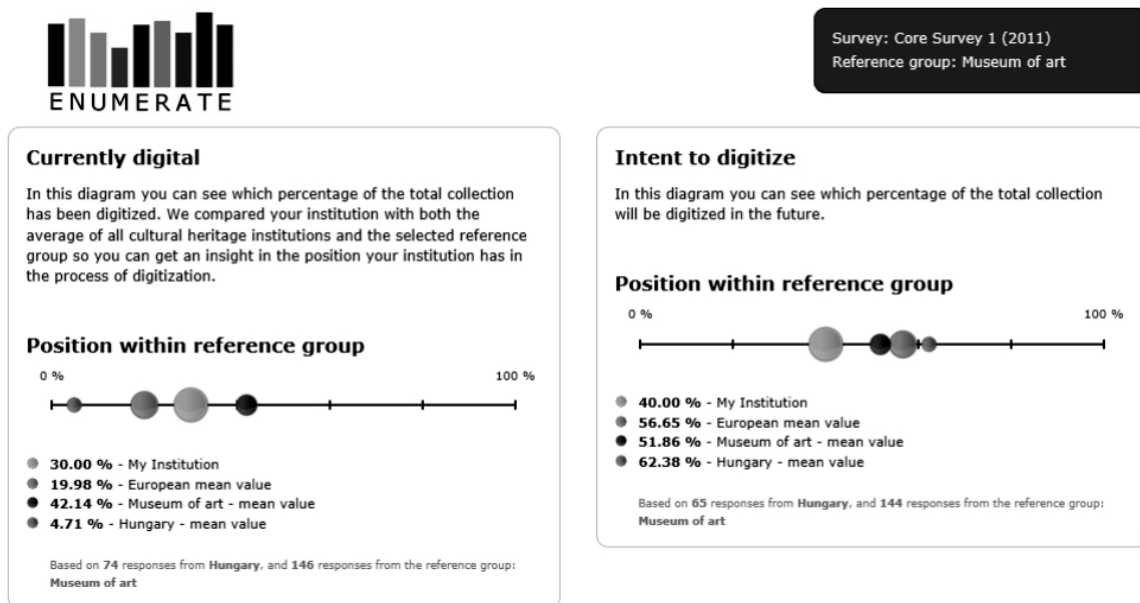 ENUMERATE
Survey: Core Survey 1 (2011)
Reference group: Museum of art
Currently digital
In this diagram you can see which percentage of the total collection
has been digitized. We compared your institution with both the
average of all cultural heritage institutions and the selected reference
group so you can get an insight in the position your institution has in
the process of digitization.
Position within reference group
0 % 100 %
30.00 % - My Institution
19.98 % - European mean value
42.14 % - Museum of art - mean value
4.71 % - Hungary - mean value
Based on 74 responses from Hungary, and 146 responses from the reference group:
Museum of art
Intent to digitize
In this diagram you can see which percentage of the total collection
will be digitized in the future.
Position within reference group
0 % 100 %
40.00 % - My Institution
56.65 % - European mean value
51.86 % - Museum of art - mean value
62.38 % - Hungary - mean value
Based on 65 responses from Hungary, and 144 responses from the reference group:
Museum of art